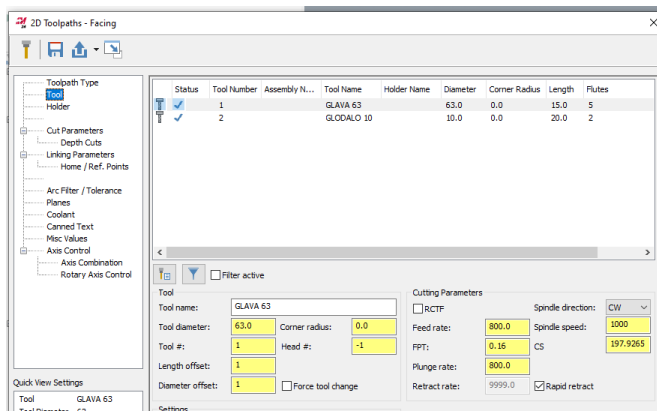 2D Toolpaths - Facing
Toolpath Type
Tool
Holder
Cut Parameters
Depth Cuts
Linking Parameters
Home / Ref. Points
Arc Filter / Tolerance
Planes
Coolant
Canned Text
Misc Values
Axis Control
Axis Combination
Rotary Axis Control
Status Tool Number Assembly N... Tool Name Holder Name Diameter Corner Radius Length Flutes
1 GLAVA 63 63.0 0.0 15.0 5
2 GLODALO 10 10.0 0.0 20.0 2
Filter active
Tool
Tool name: GLAVA 63
Tool diameter: 63.0 Corner radius: 0.0
Tool #: 1 Head #: -1
Length offset: 1
Diameter offset: 1 Force tool change
Cutting Parameters
RCTF Spindle direction: CW
Feed rate: 800.0 Spindle speed: 1000
FPT: 0.16 CS 197.9265
Plunge rate: 800.0
Retract rate: 9999.0 Rapid retract
Quick View Settings
Tool GLAVA 63
Tool Diameter 63
Settings